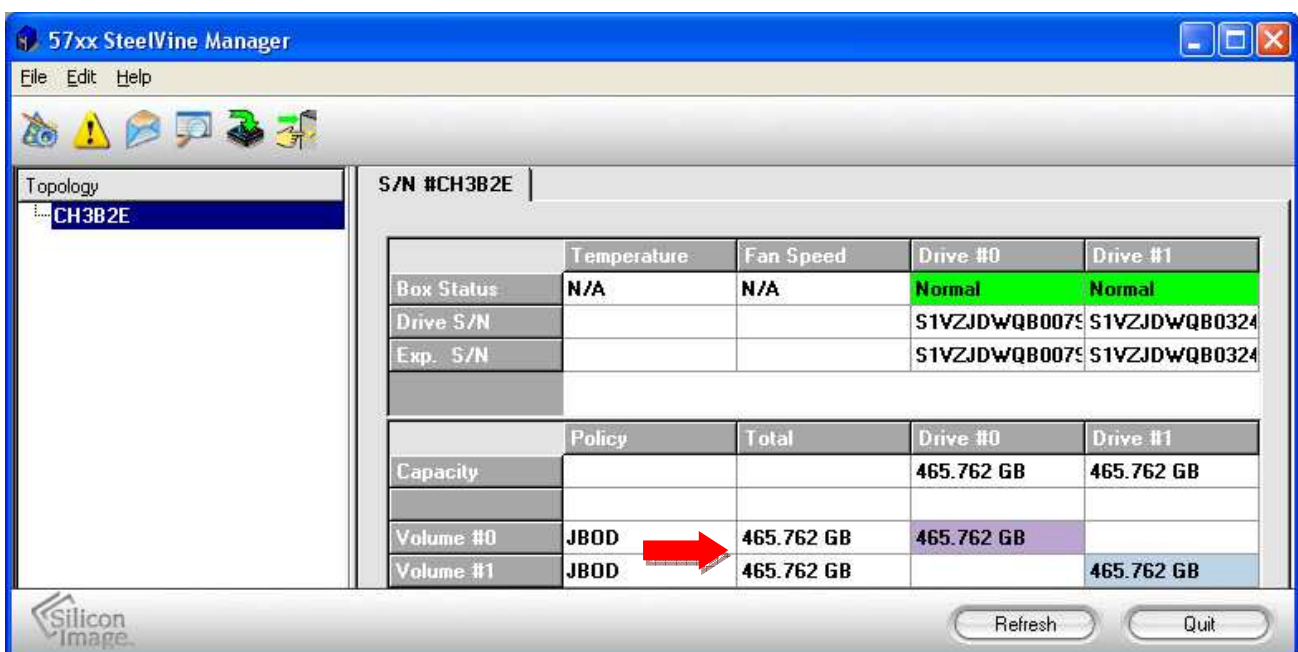 57xx SteelVine Manager
File Edit Help
Topology
CH3B2E
S/N #CH3B2E
Temperature Fan Speed Drive #0 Drive #1
Box Status N/A N/A Normal Normal
Drive S/N S1VZJDWQB0079 S1VZJDWQB0324
Exp. S/N S1VZJDWQB0079 S1VZJDWQB0324
Policy Total Drive #0 Drive #1
Capacity 465.762 GB 465.762 GB
Volume #0 JBOD 465.762 GB 465.762 GB
Volume #1 JBOD 465.762 GB 465.762 GB
Silicon Image
Refresh Quit